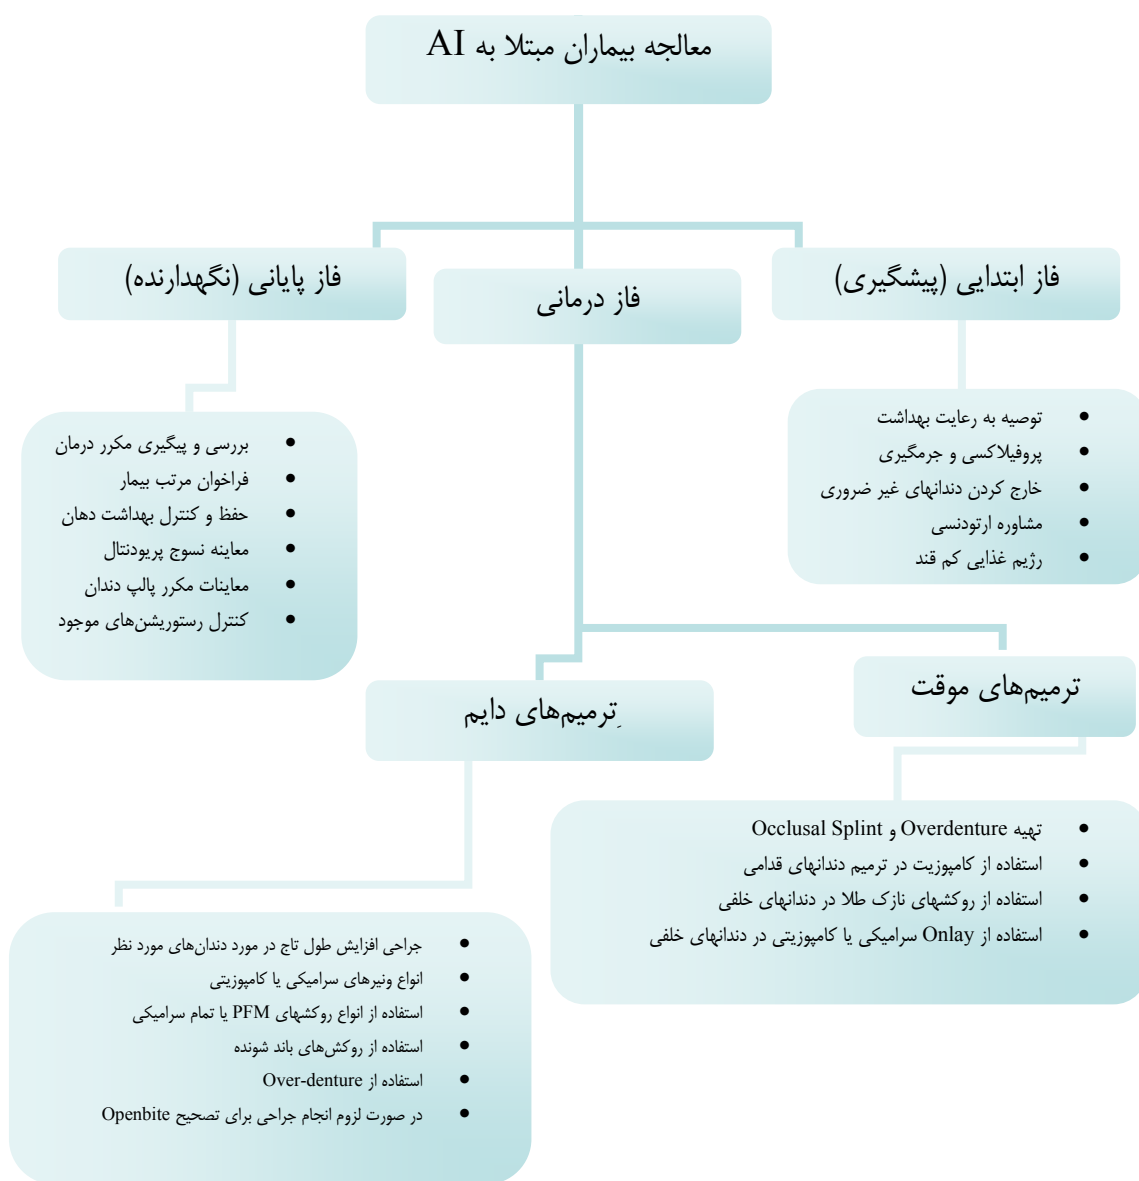 معالجه بیماران مبتلا به AI
فاز ابتدایی (پیشگیری)
فاز درمانی
فاز پایانی (نگهدارنده)
• توصیه به رعایت بهداشت
• پروفیلاکسی و جرمگیری
• خارج کردن دندانهای غیر ضروری
• مشاوره ارتودنسی
• رژیم غذایی کم قند
• بررسی و پیگیری مکرر درمان
• فراخوان مرتب بیمار
• حفظ و کنترل بهداشت دهان
• معاینه نسوج پریودنتال
• معاینات مکرر پالپ دندان
• کنترل رستوریشن‌های موجود
ترمیم‌های موقت
ِترمیم‌های دایم
• تهیه Overdenture و Occlusal Splint
• استفاده از کامپوزیت در ترمیم دندانهای قدامی
• استفاده از روکشهای نازک طلا در دندانهای خلفی
• استفاده از Onlay سرامیکی یا کامپوزیتی در دندانهای خلفی
• جراحی افزایش طول تاج در مورد دندان‌های مورد نظر
• انواع ونیرهای سرامیکی یا کامپوزیتی
• استفاده از انواع روکشهای PFM یا تمام سرامیکی
• استفاده از روکش‌های باند شونده
• استفاده از Over-denture
• در صورت لزوم انجام جراحی برای تصحیح Openbite